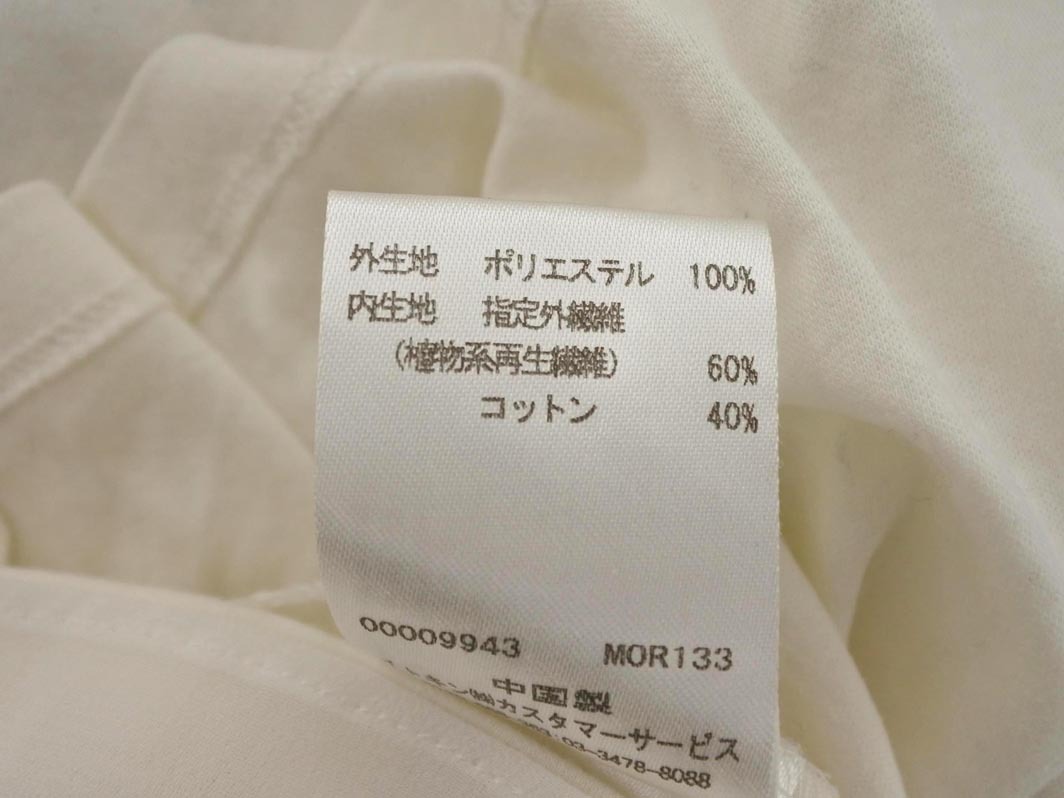 外生地 ポリエステル 100%
内生地 指定外繊維
(植物系再生繊維) 60%
コットン 40%
00009943 MOR133
中国製
㈱カスタマーサービス
03-3478-8088